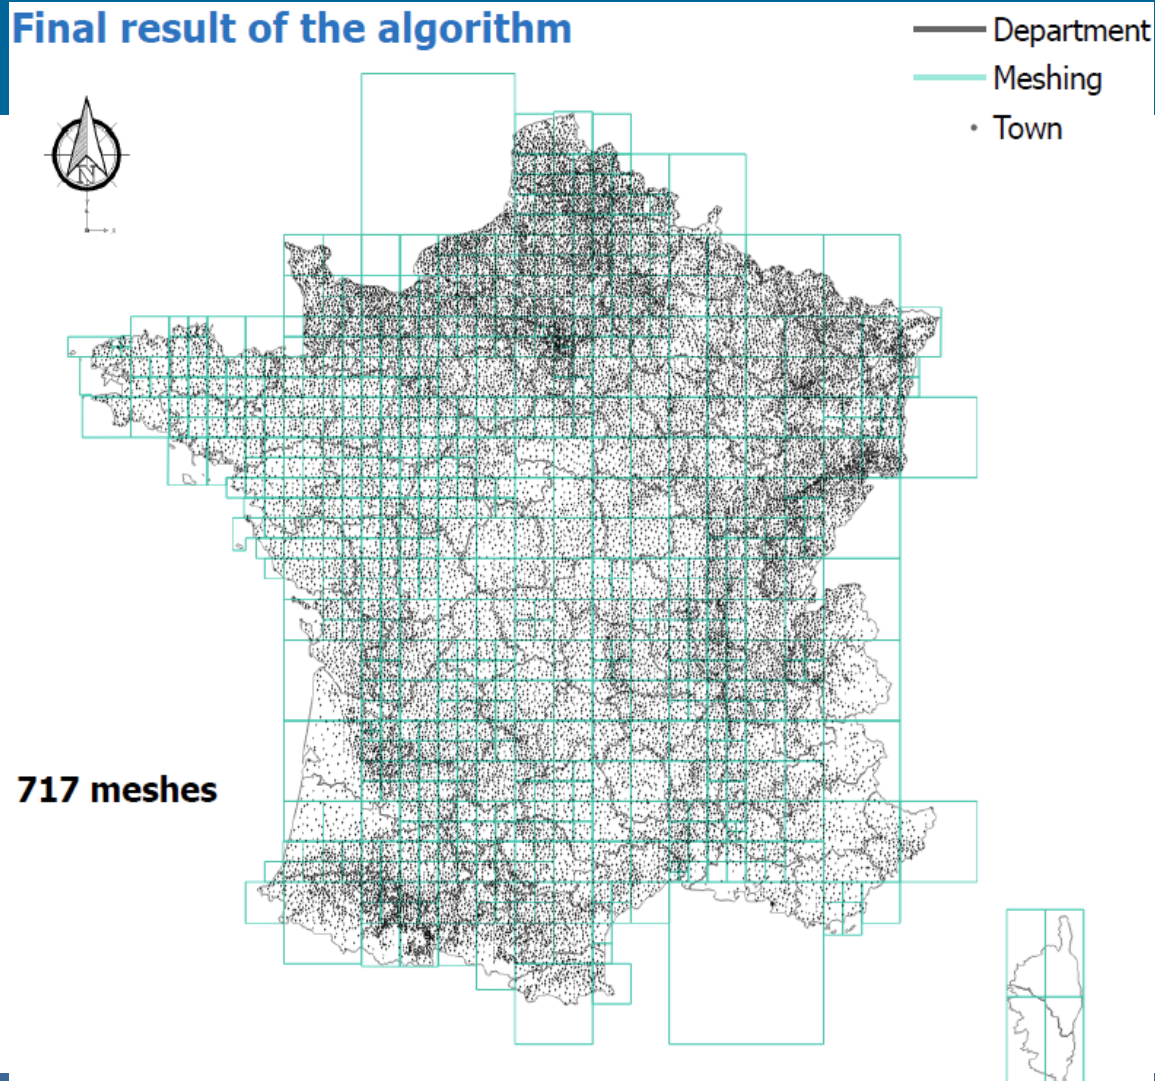 Final result of the algorithm
Department
Meshing
Town
N
717 meshes